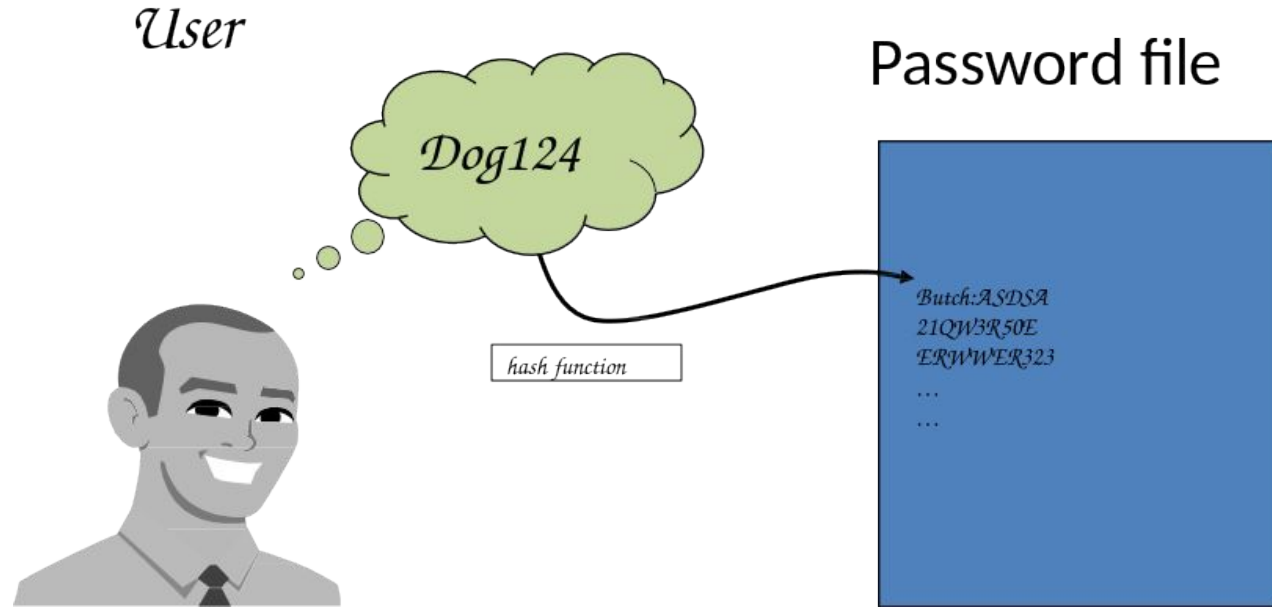 User
Password file
Dog124
Butch:ASDSA
21QW3R50E
ERWWER323
...
...
hash function